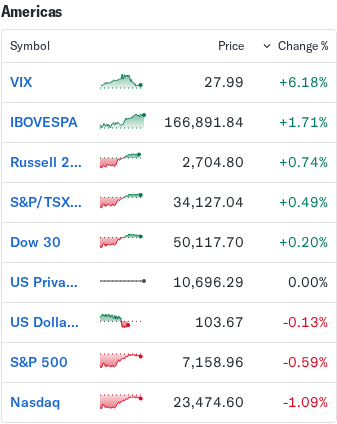 Americas
Symbol Price Change %
VIX 27.99 +6.18%
IBOVESPA 166,891.84 +1.71%
Russell 2... 2,704.80 +0.74%
S&P/TSX... 34,127.04 +0.49%
Dow 30 50,117.70 +0.20%
US Priva... 10,696.29 0.00%
US Dolla... 103.67 -0.13%
S&P 500 7,158.96 -0.59%
Nasdaq 23,474.60 -1.09%